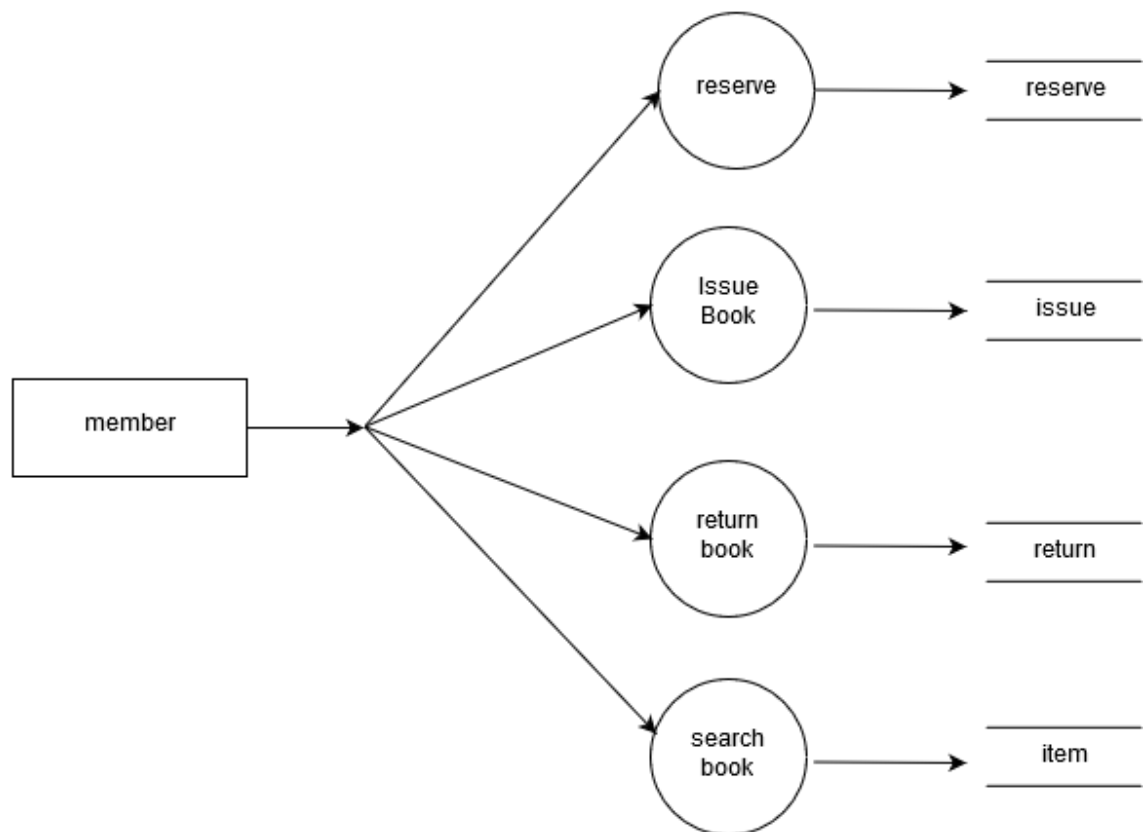 reserve
reserve
Issue
Book
issue
member
return
book
return
search
book
item